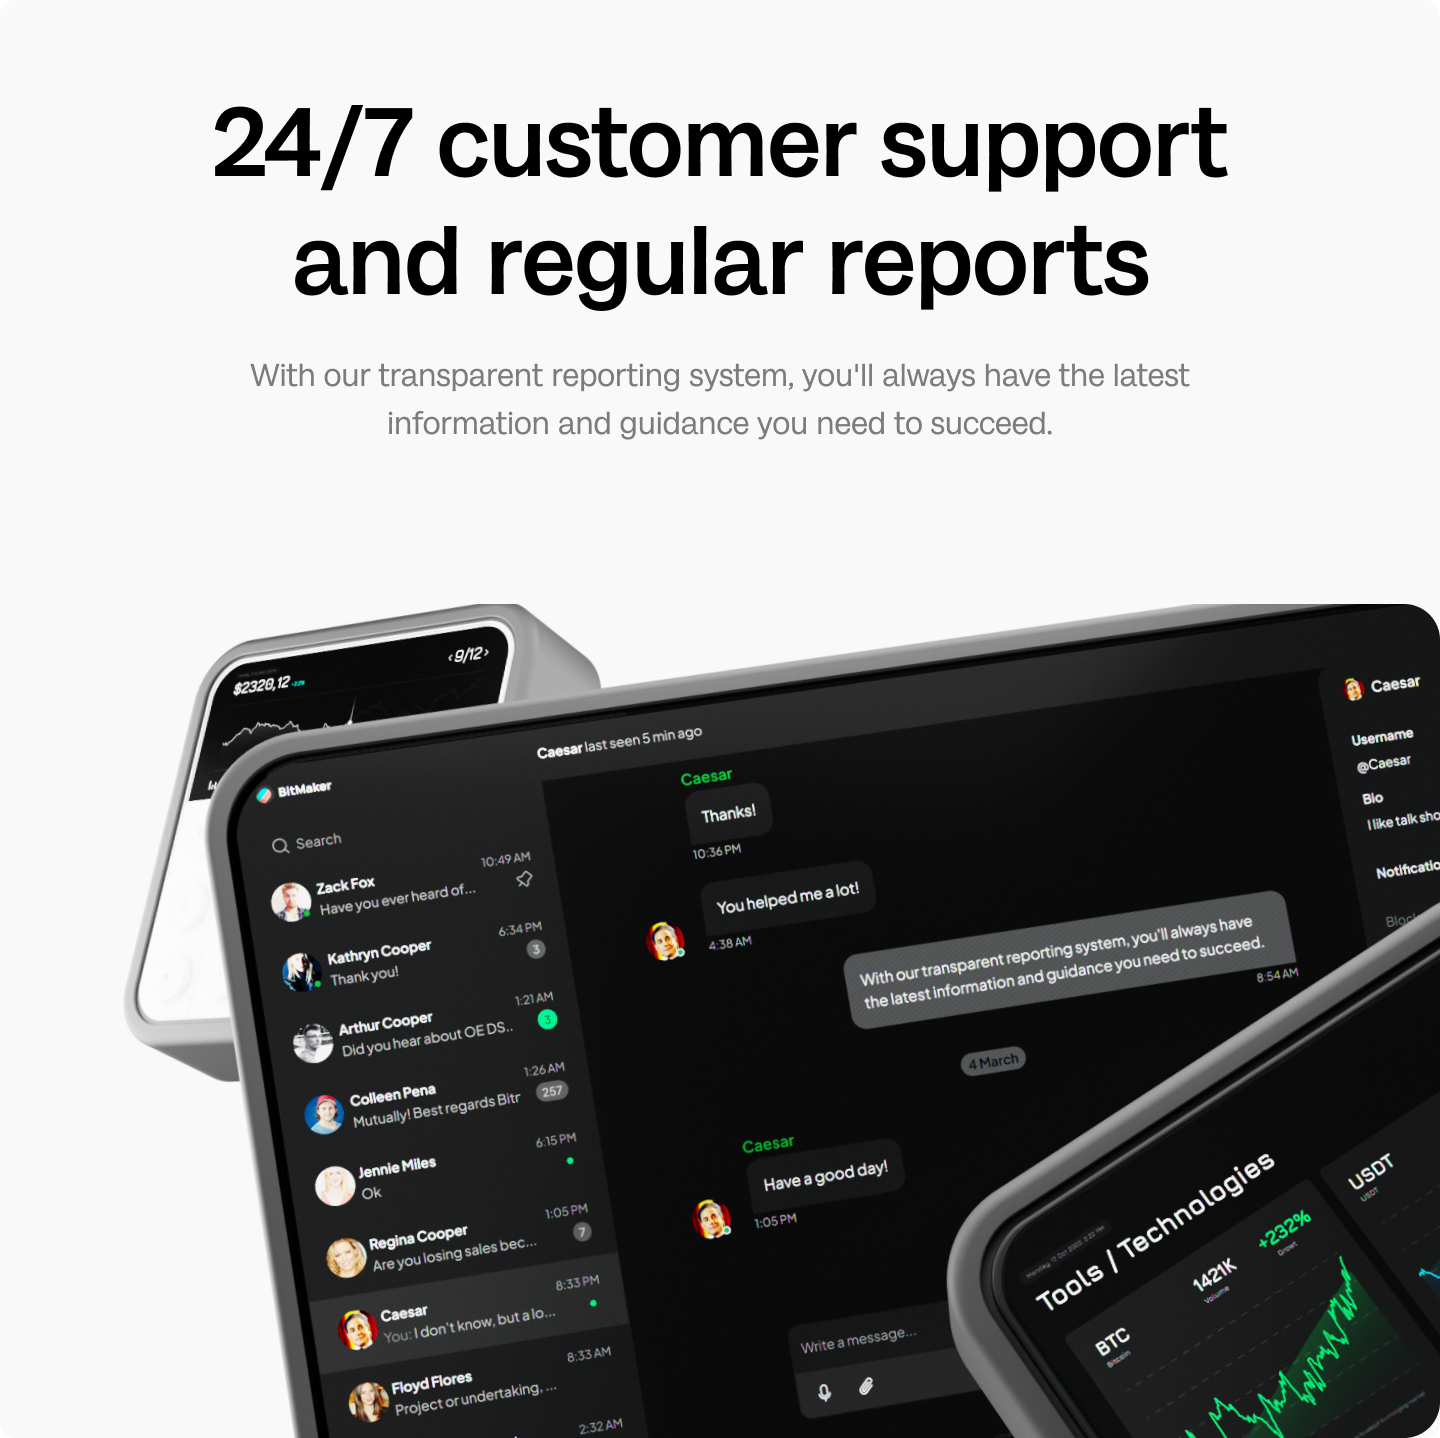 24/7 customer support
and regular reports
With our transparent reporting system, you'll always have the latest
information and guidance you need to succeed.
$2320,12
‹9/12›
BitMaker
Search
Zack Fox
10:49 AM
Have you ever heard of...
Kathryn Cooper
6:34 PM
Thank you!
3
Arthur Cooper
1:21 AM
Did you hear about OE DS..
3
Colleen Pena
1:26 AM
Mutually! Best regards Bitr
257
Jennie Miles
6:15 PM
Ok
Regina Cooper
1:05 PM
Are you losing sales bec...
7
Caesar
8:33 PM
You: I don't know, but a lo...
Floyd Flores
8:33 AM
Project or undertaking, ...
2:32 AM
Caesar last seen 5 min ago
Caesar
Thanks!
10:36 PM
You helped me a lot!
4:38 AM
With our transparent reporting system, you'll always have
the latest information and guidance you need to succeed.
8:54 AM
4 March
Caesar
Have a good day!
1:05 PM
Write a message...
Caesar
Username
@Caesar
Bio
I like talk sho
Notificatio
Block
Tools / Technologies
BTC
Bitcoin
1421K
Volume
+232%
Growt
USDT
USDT